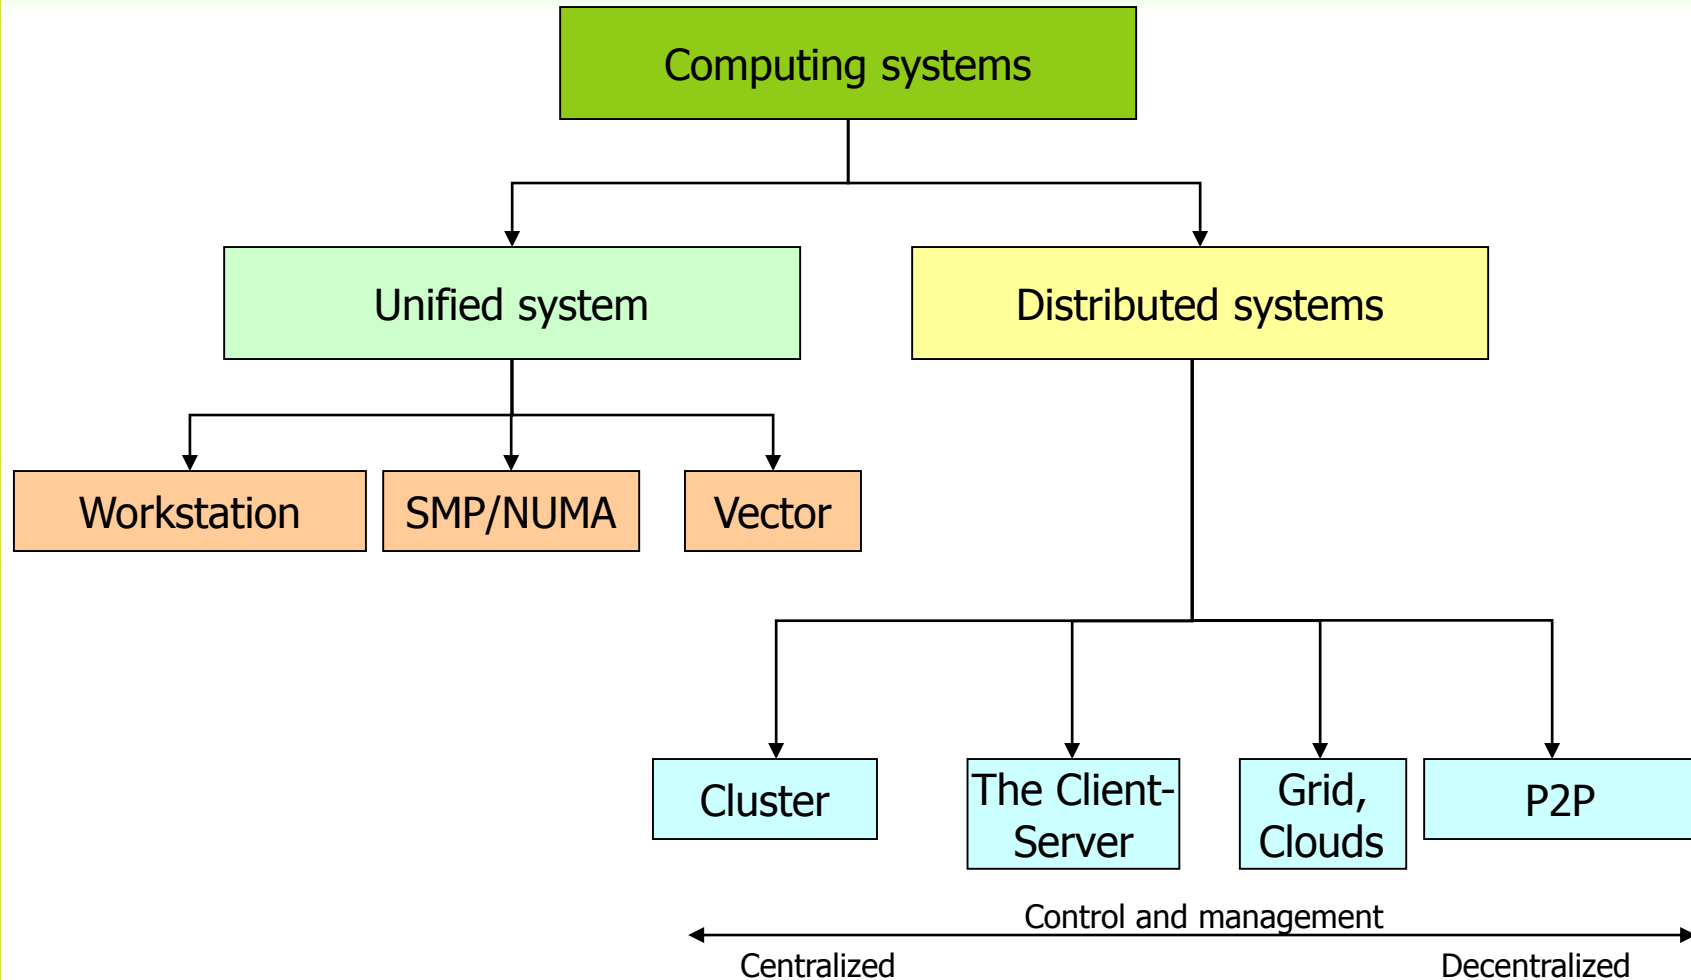 Computing systems
Unified system
Distributed systems
Workstation
SMP/NUMA
Vector
Cluster
The Client-
Server
Grid,
Clouds
P2P
Control and management
Centralized
Decentralized